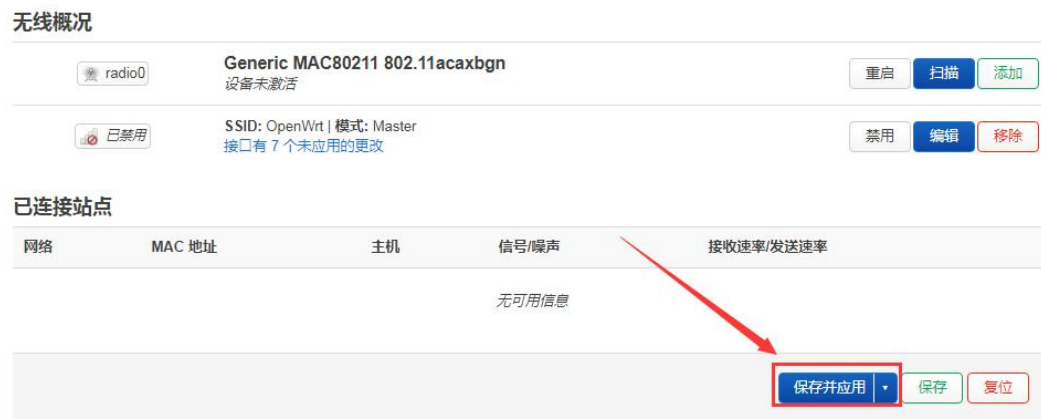 无线概况
radio0
Generic MAC80211 802.11acaxbgn
设备未激活
重启 扫描 添加
已禁用
SSID: OpenWrt | 模式: Master
接口有 7 个未应用的更改
禁用 编辑 移除
已连接站点
网络 MAC 地址 主机 信号/噪声 接收速率/发送速率
无可用信息
保存并应用 保存 复位